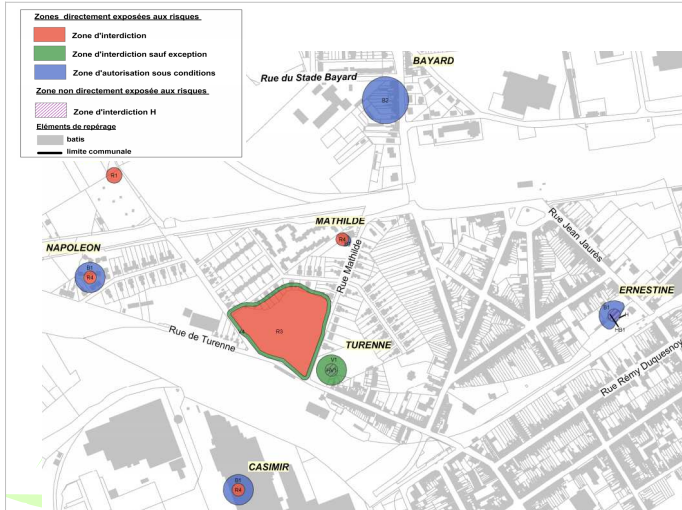 Zones directement exposées aux risques
Zone d'interdiction
Zone d'interdiction sauf exception
Zone d'autorisation sous conditions
Zone non directement exposée aux risques
Zone d'interdiction H
Eléments de repérage
batis
limite communale
BAYARD
Rue du Stade Bayard
B2
R1
MATHILDE
R4
Rue Mathilde
Rue Jean Jaurès
NAPOLEON
B1
R4
ERNESTINE
B1
HB1
R3
Rue de Turenne
TURENNE
V1
Rue Rémy Duquesnoy
CASIMIR
B1
R4